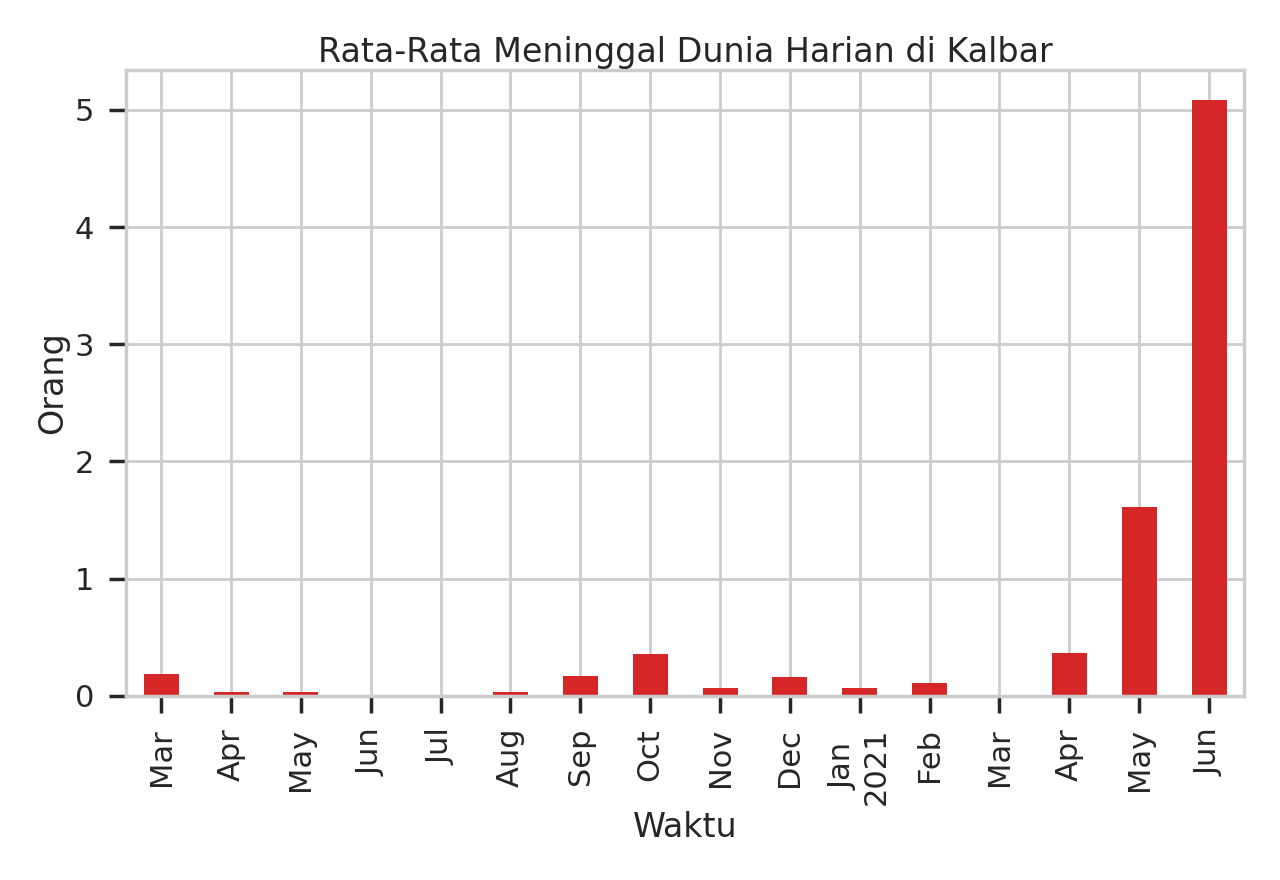 Rata-Rata Meninggal Dunia Harian di Kalbar
Orang
5
4
3
2
1
0
Mar
Apr
May
Jun
Jul
Aug
Sep
Oct
Nov
Dec
Jan
2021
Feb
Mar
Apr
May
Jun
Waktu